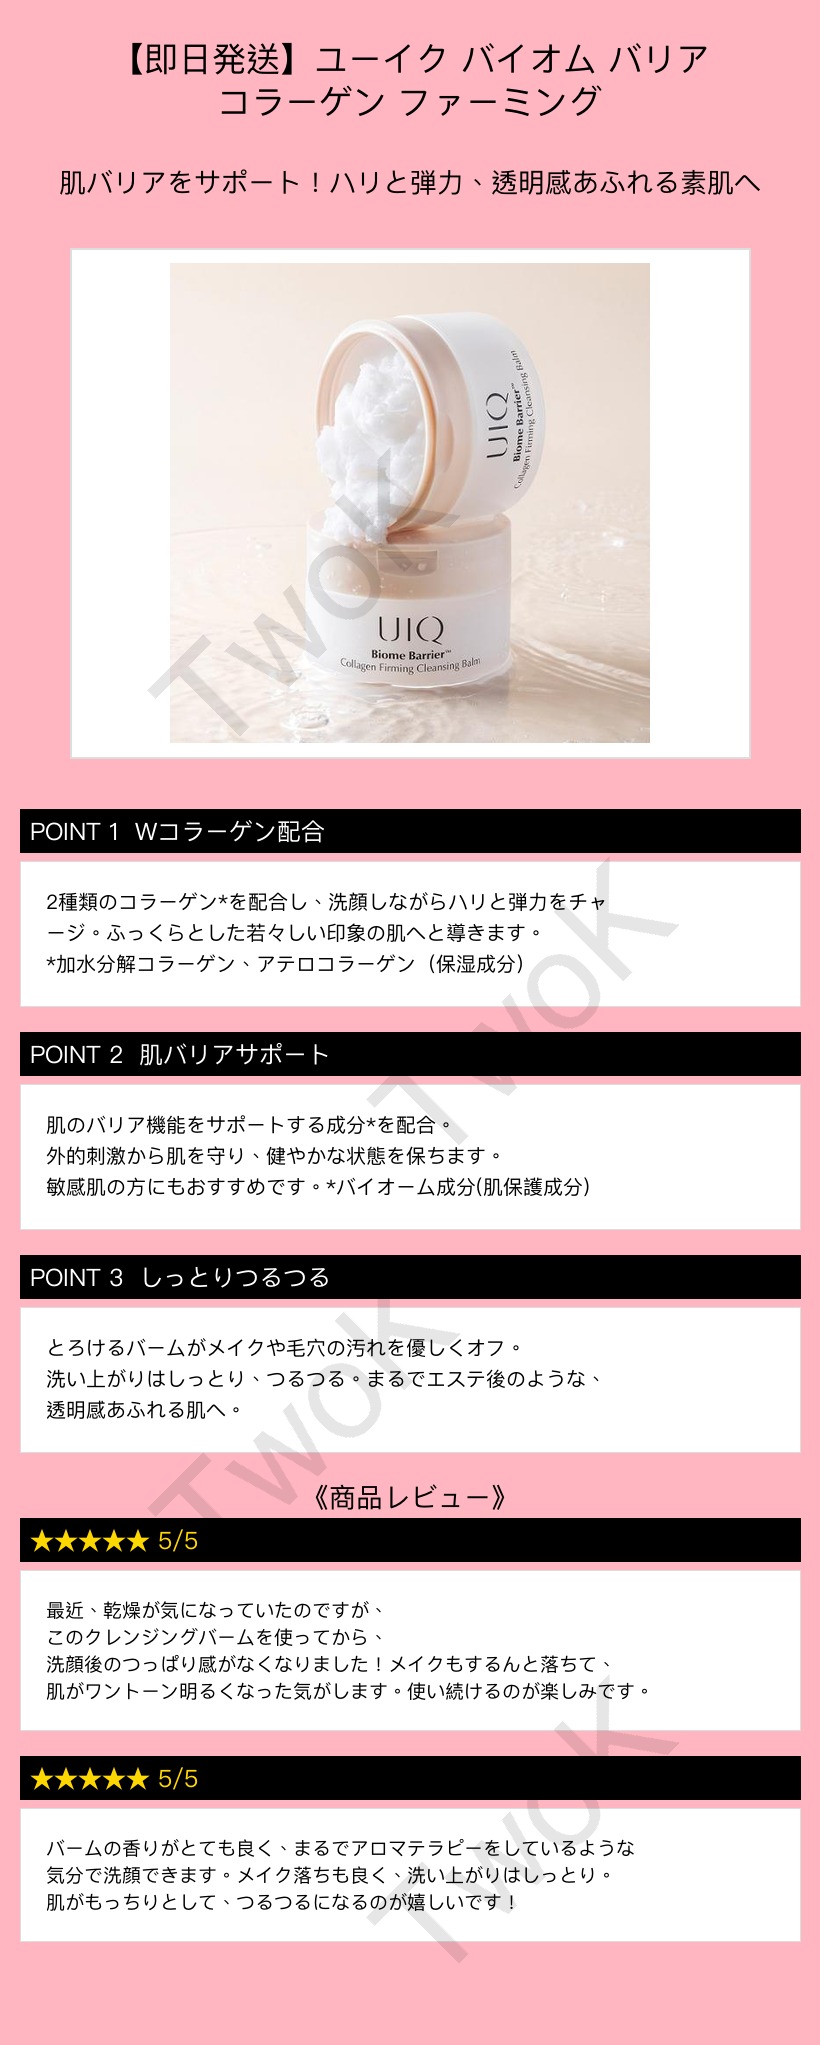 【即日発送】ユーイク バイオム バリア
コラーゲン ファーミング
肌バリアをサポート！ハリと弾力、透明感あふれる素肌へ
UIQ
Biome Barrier™
Collagen Firming Cleansing Balm
UIQ
Biome Barrier™
Collagen Firming Cleansing Balm
TwoK
POINT 1 Wコラーゲン配合
2種類のコラーゲン*を配合し、洗顔しながらハリと弾力をチャ
ージ。ふっくらとした若々しい印象の肌へと導きます。
*加水分解コラーゲン、アテロコラーゲン（保湿成分）
TwoK
POINT 2 肌バリアサポート
肌のバリア機能をサポートする成分*を配合。
外的刺激から肌を守り、健やかな状態を保ちます。
敏感肌の方にもおすすめです。*バイオーム成分(肌保護成分)
POINT 3 しっとりつるつる
とろけるバームがメイクや毛穴の汚れを優しくオフ。
洗い上がりはしっとり、つるつる。まるでエステ後のような、
透明感あふれる肌へ。
TwoK
《商品レビュー》
★★★★★ 5/5
最近、乾燥が気になっていたのですが、
このクレンジングバームを使ってから、
洗顔後のつっぱり感がなくなりました！メイクもするんと落ちて、
肌がワントーン明るくなった気がします。使い続けるのが楽しみです。
★★★★★ 5/5
バームの香りがとても良く、まるでアロマテラピーをしているような
気分で洗顔できます。メイク落ちも良く、洗い上がりはしっとり。
肌がもっちりとして、つるつるになるのが嬉しいです！
TwoK